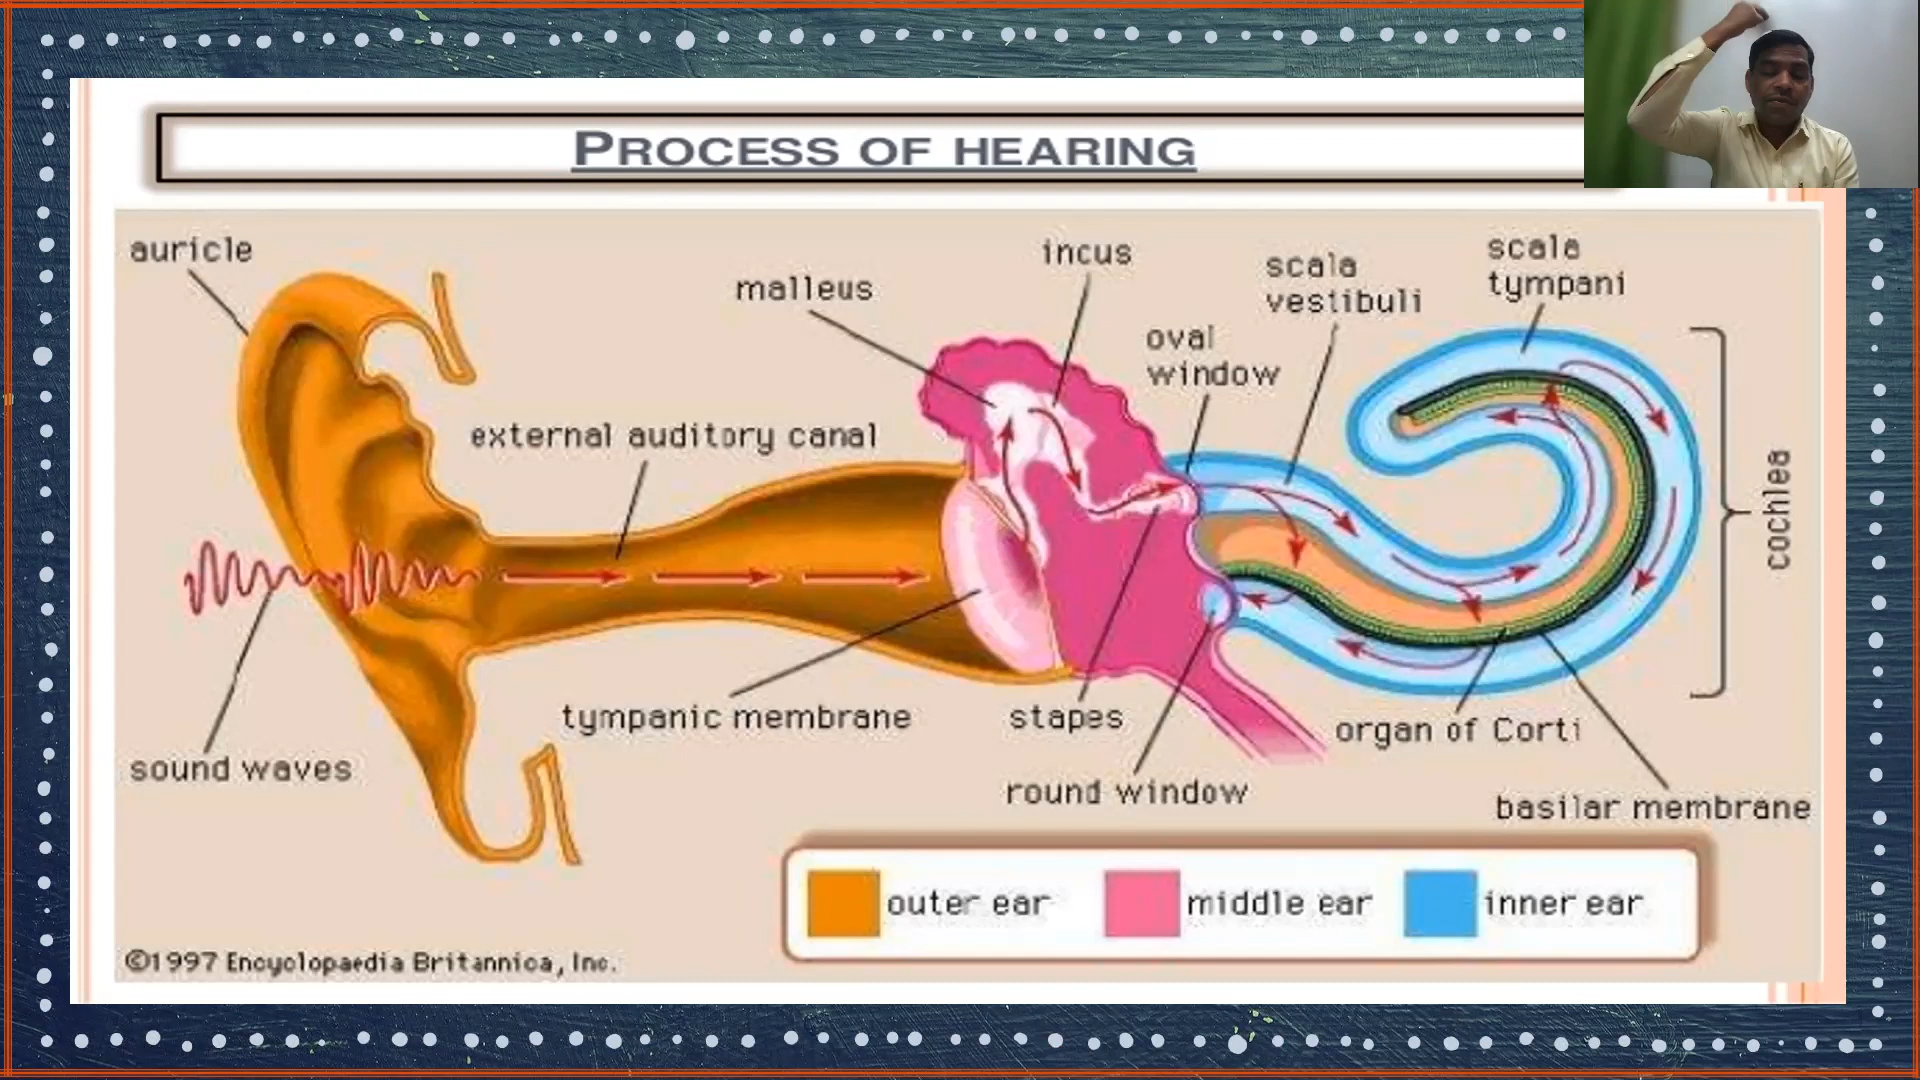 PROCESS OF HEARING
auricle
malleus
incus
scala
vestibuli
scala
tympani
oval
window
external auditory canal
cochlea
tympanic membrane
stapes
organ of Corti
sound waves
round window
basilar membrane
outer ear
middle ear
inner ear
©1997 Encyclopaedia Britannica, Inc.